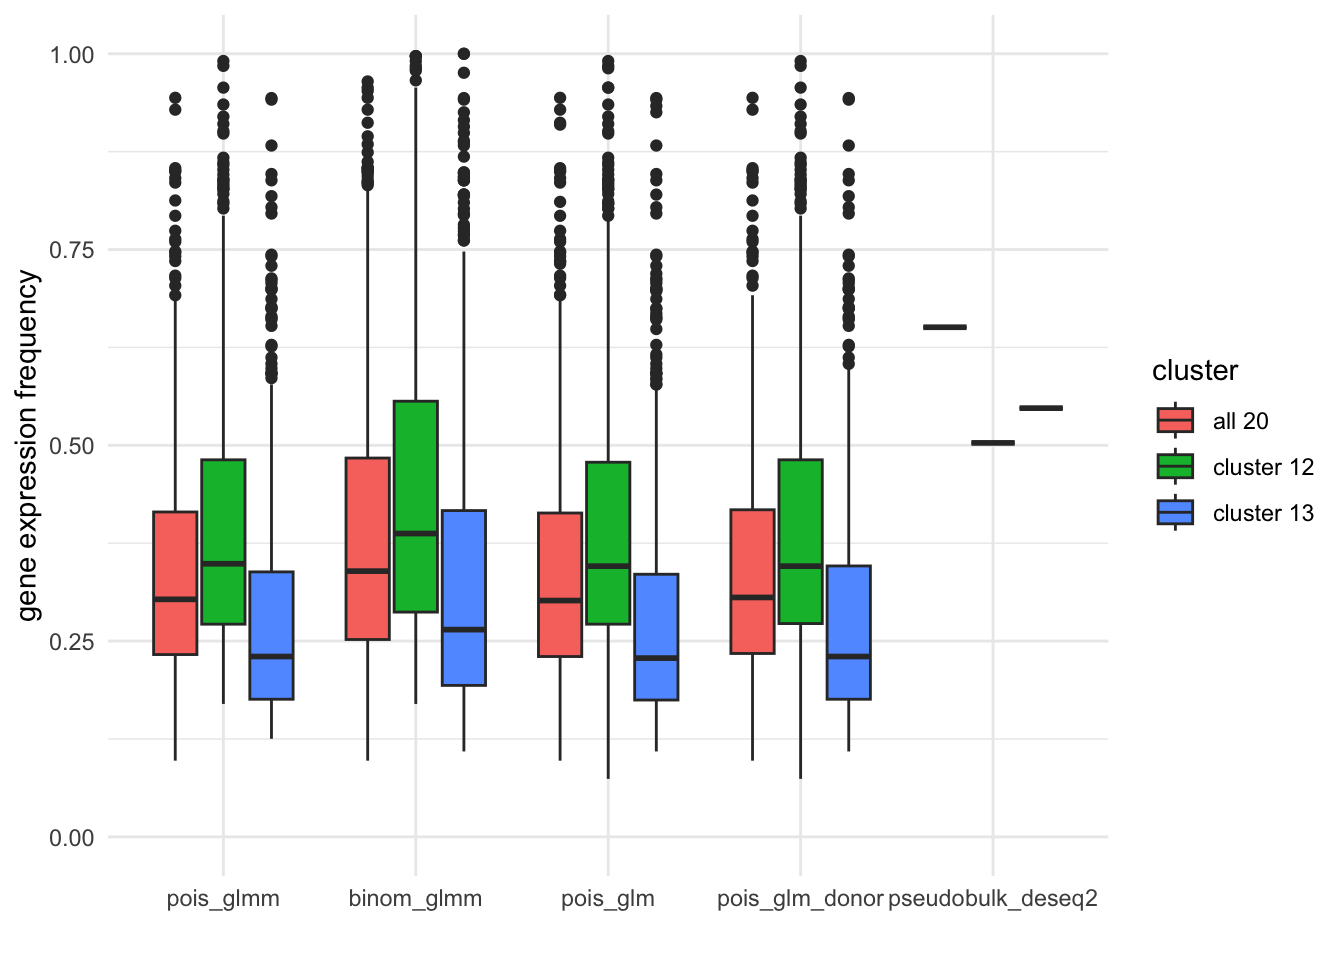 gene expression frequency
1.00
0.75
0.50
0.25
0.00
pois_glmm
binom_glmm
pois_glm
pois_glm_donor
pseudobulk_deseq2
cluster
all 20
cluster 12
cluster 13